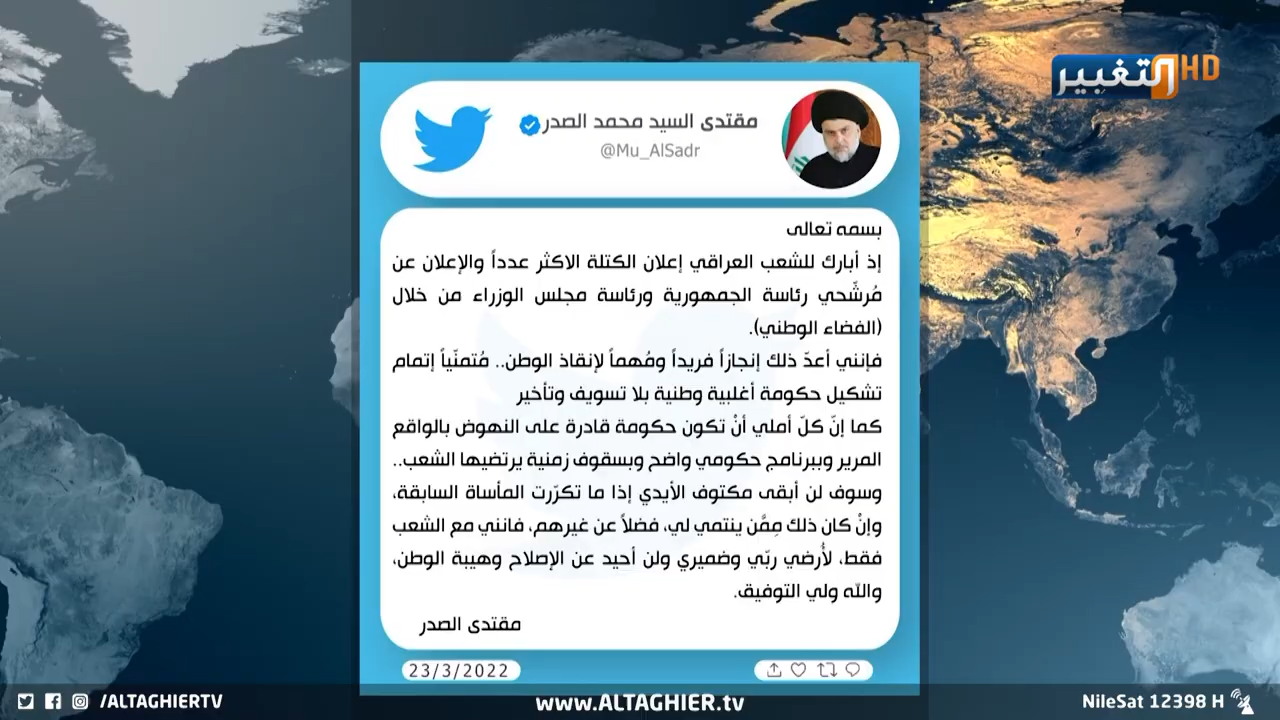 التغيير HD
مقتدى السيد محمد الصدر
@Mu_AlSadr
بسمه تعالى
إذ أبارك للشعب العراقي إعلان الكتلة الاكثر عدداً والإعلان عن
مُرشّحي رئاسة الجمهورية ورئاسة مجلس الوزراء من خلال
(الفضاء الوطني).
فإنني أعدّ ذلك إنجازاً فريداً ومُهماً لإنقاذ الوطن.. مُتمنّياً إتمام
تشكيل حكومة أغلبية وطنية بلا تسويف وتأخير
كما إنّ كلّ أملي أنْ تكون حكومة قادرة على النهوض بالواقع
المرير وببرنامج حكومي واضح وبسقوف زمنية يرتضيها الشعب..
وسوف لن أبقى مكتوف الأيدي إذا ما تكرّرت المأساة السابقة،
وإنْ كان ذلك مِمَّن ينتمي لي، فضلاً عن غيرهم، فانني مع الشعب
فقط، لأُرضي ربّي وضميري ولن أحيد عن الإصلاح وهيبة الوطن،
والله ولي التوفيق.
مقتدى الصدر
23/3/2022
/ALTAGHIERTV
www.ALTAGHIER.tv
NileSat 12398 H